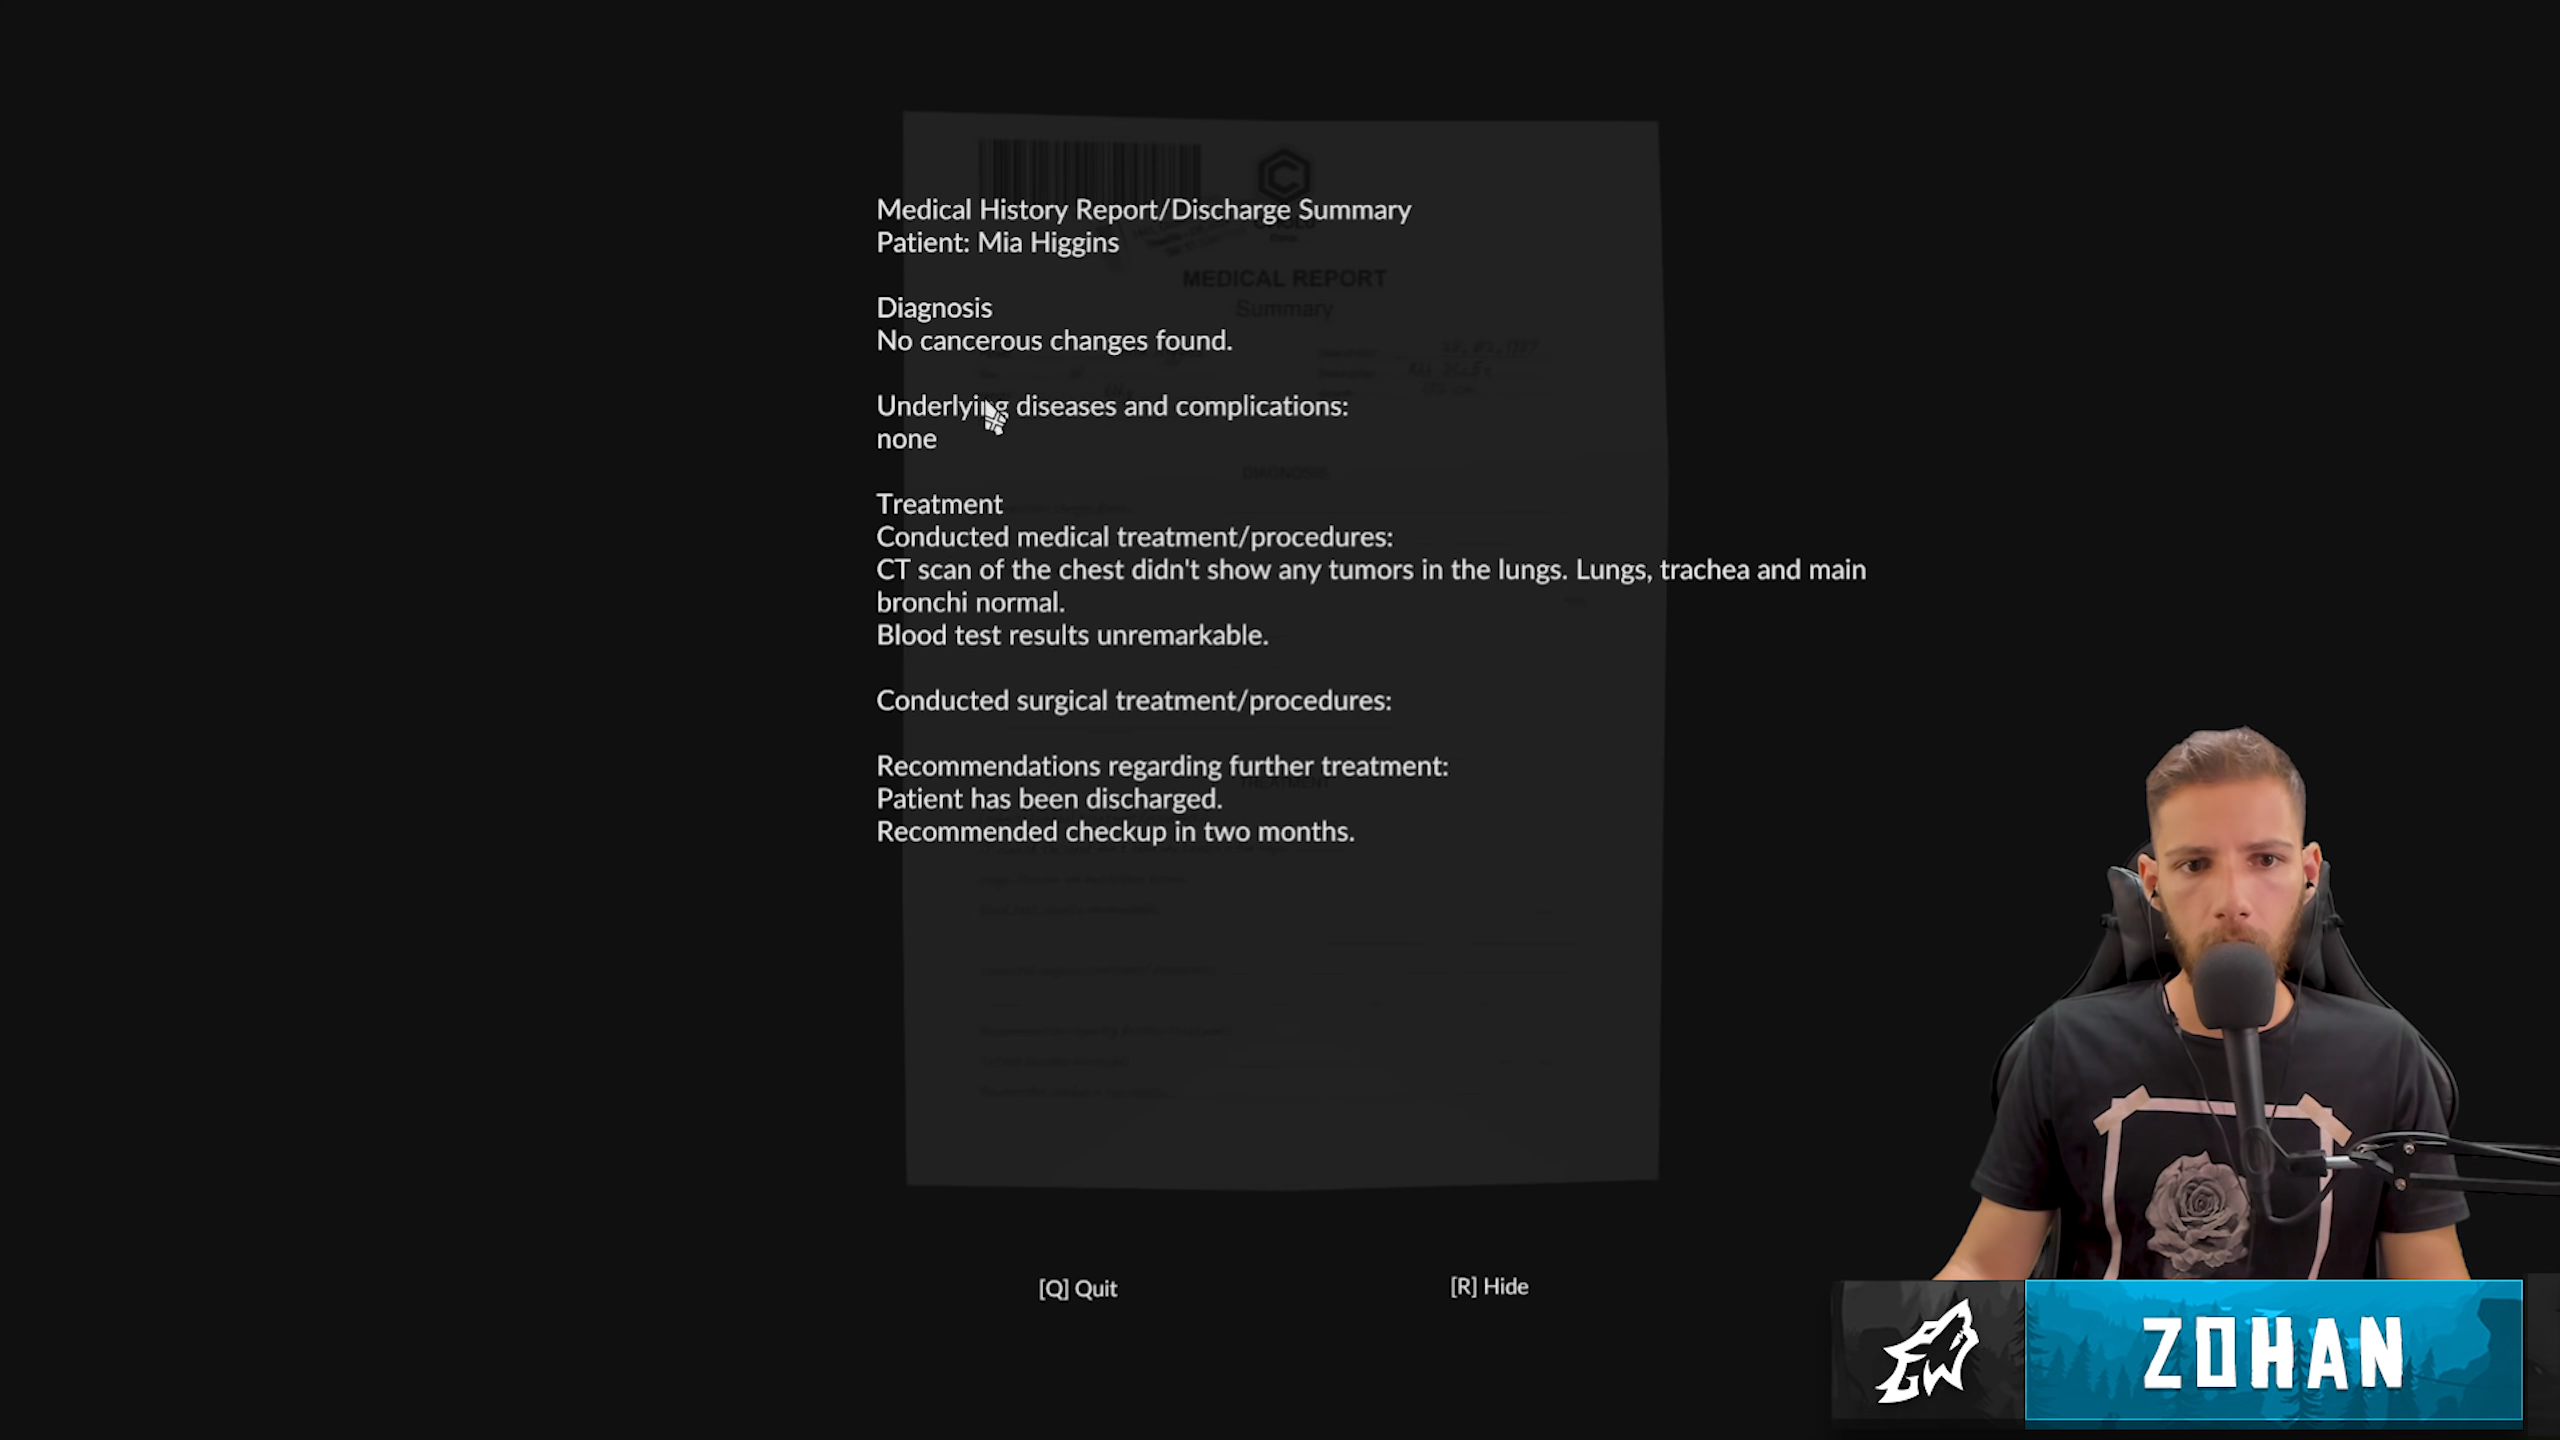 Medical History Report/Discharge Summary
Patient: Mia Higgins
MEDICAL REPORT
Summary
Diagnosis
No cancerous changes found.
Underlying diseases and complications:
none
DIAGNOSIS
Treatment
Conducted medical treatment/procedures:
CT scan of the chest didn't show any tumors in the lungs. Lungs, trachea and main
bronchi normal.
Blood test results unremarkable.
Conducted surgical treatment/procedures:
Recommendations regarding further treatment:
TREATMENT
Patient has been discharged.
Recommended checkup in two months.
[Q] Quit
[R] Hide
ZOHAN